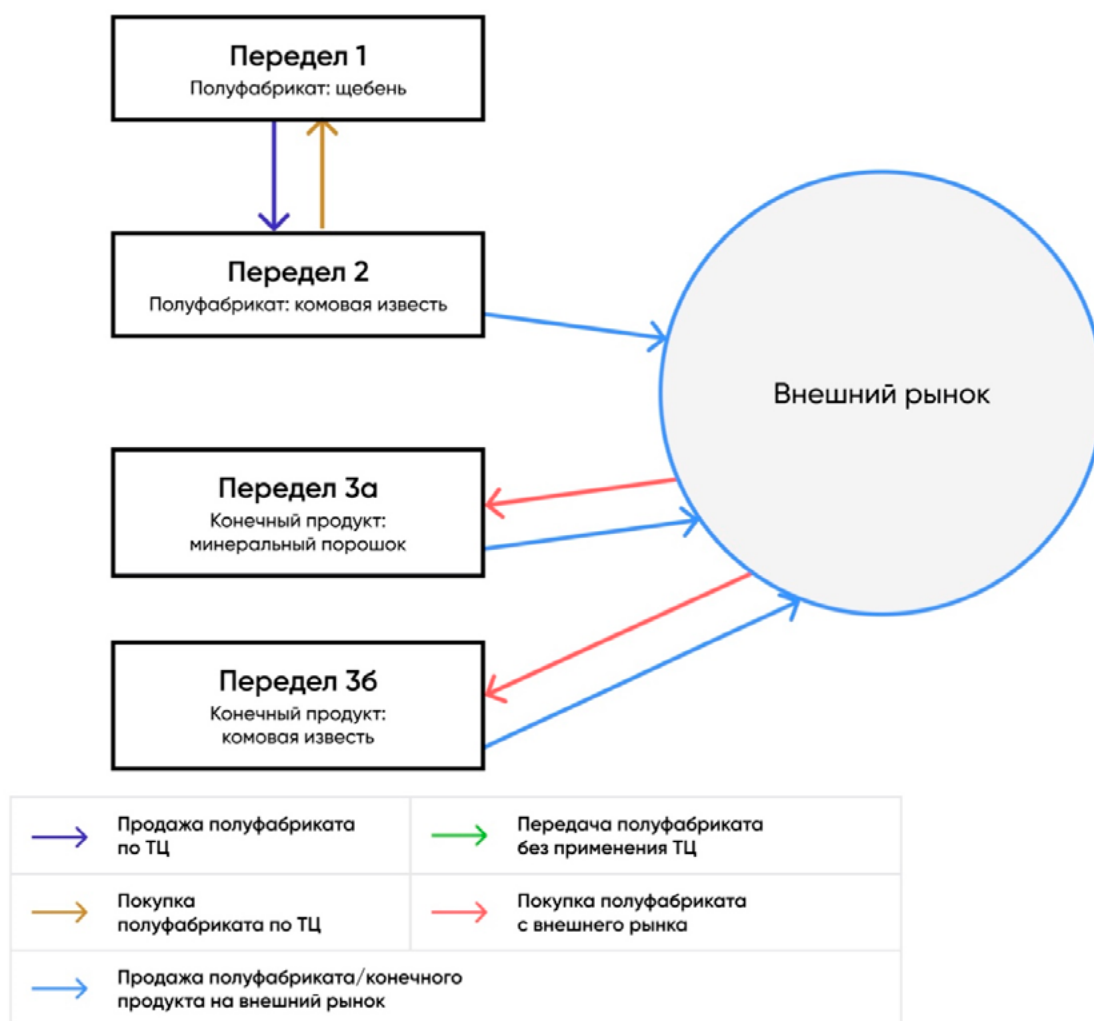 Передел 1
Полуфабрикат: щебень
Передел 2
Полуфабрикат: комовая известь
Внешний рынок
Передел 3а
Конечный продукт:
минеральный порошок
Передел 3б
Конечный продукт:
комовая известь
Продажа полуфабриката
по ТЦ
Передача полуфабриката
без применения ТЦ
Покупка
полуфабриката по ТЦ
Покупка полуфабриката
с внешнего рынка
Продажа полуфабриката/конечного
продукта на внешний рынок